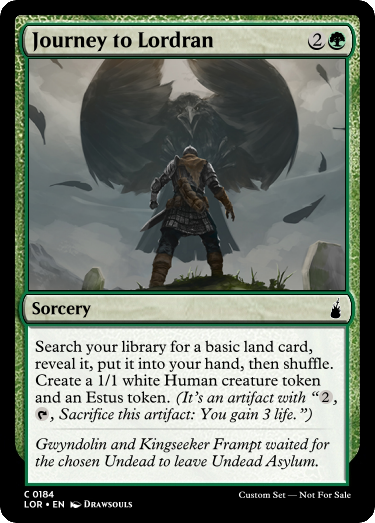 Journey to Lordran 2
Sorcery
Search your library for a basic land card,
reveal it, put it into your hand, then shuffle.
Create a 1/1 white Human creature token
and an Estus token. (It's an artifact with “2,
, Sacrifice this artifact: You gain 3 life.”)
Gwyndolin and Kingseeker Frampt waited for
the chosen Undead to leave Undead Asylum.
C 0184
LOR • EN Drawsouls
Custom Set — Not For Sale